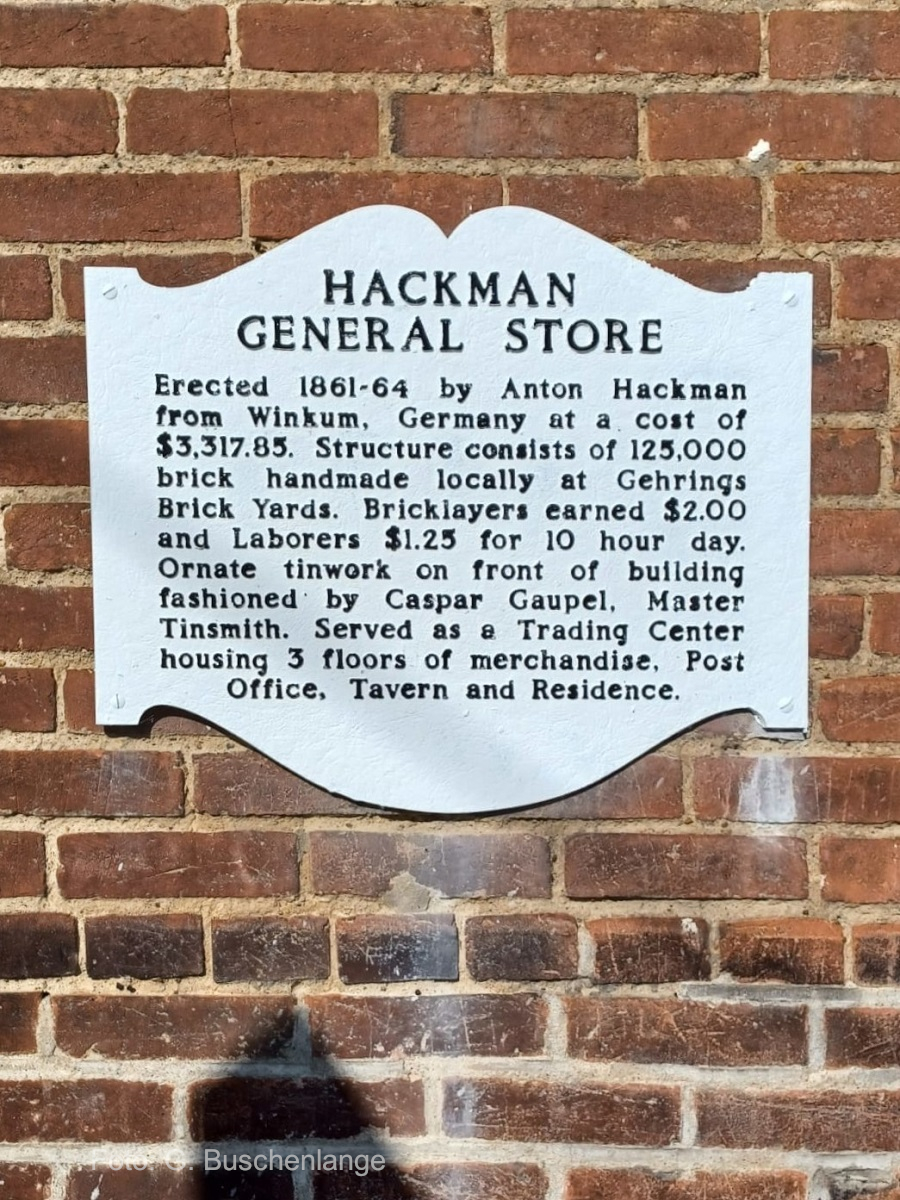 HACKMAN
GENERAL STORE
Erected 1861-64 by Anton Hackman
from Winkum, Germany at a cost of
$3,317.85. Structure consists of 125,000
brick handmade locally at Gehrings
Brick Yards. Bricklayers earned $2.00
and Laborers $1.25 for 10 hour day.
Ornate tinwork on front of building
fashioned by Caspar Gaupel, Master
Tinsmith. Served as a Trading Center
housing 3 floors of merchandise, Post
Office, Tavern and Residence.
Foto: G. Buschenlange